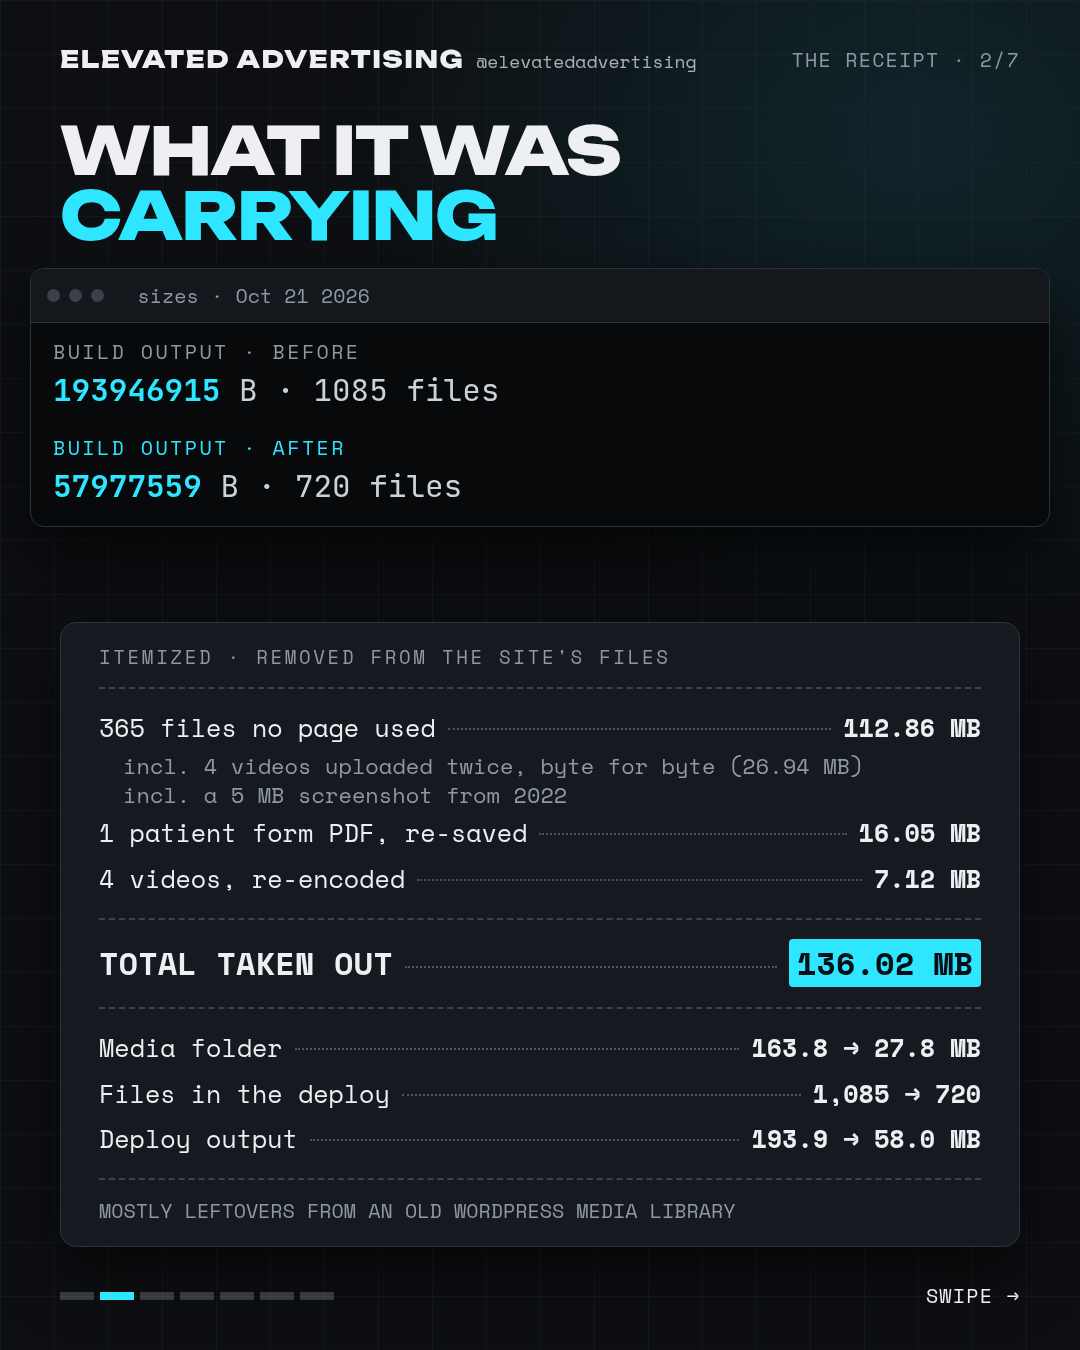 ELEVATED ADVERTISING @elevatedadvertising THE RECEIPT · 2/7
WHAT IT WAS
CARRYING
sizes · Oct 21 2026
BUILD OUTPUT · BEFORE
193946915 B · 1085 files
BUILD OUTPUT · AFTER
57977559 B · 720 files
ITEMIZED · REMOVED FROM THE SITE'S FILES
365 files no page used 112.86 MB
incl. 4 videos uploaded twice, byte for byte (26.94 MB)
incl. a 5 MB screenshot from 2022
1 patient form PDF, re-saved 16.05 MB
4 videos, re-encoded 7.12 MB
TOTAL TAKEN OUT 136.02 MB
Media folder 163.8 → 27.8 MB
Files in the deploy 1,085 → 720
Deploy output 193.9 → 58.0 MB
MOSTLY LEFTOVERS FROM AN OLD WORDPRESS MEDIA LIBRARY
SWIPE →